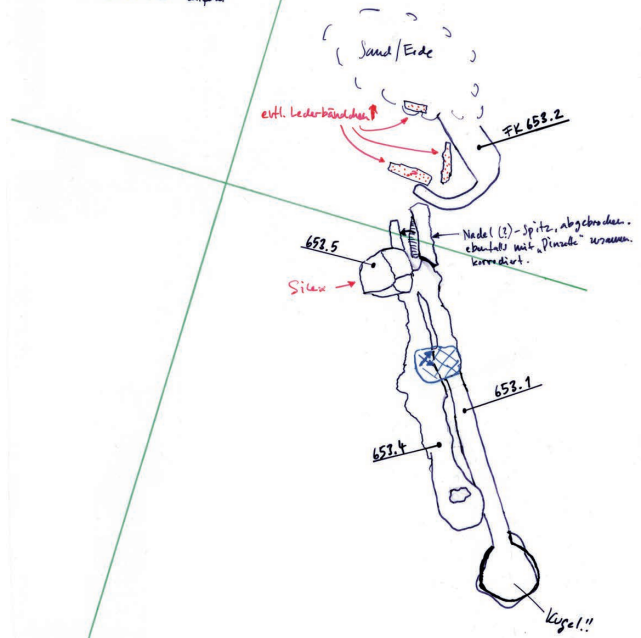 Sand/Erde
evtl. Lederbändchen
FK 653.2
Nadel (?)-Spitz, abgebrochen.
ebenfalls mit "Pinzette" zusammen
korrodiert.
653.5
Silex
653.1
653.4
Kugel!!